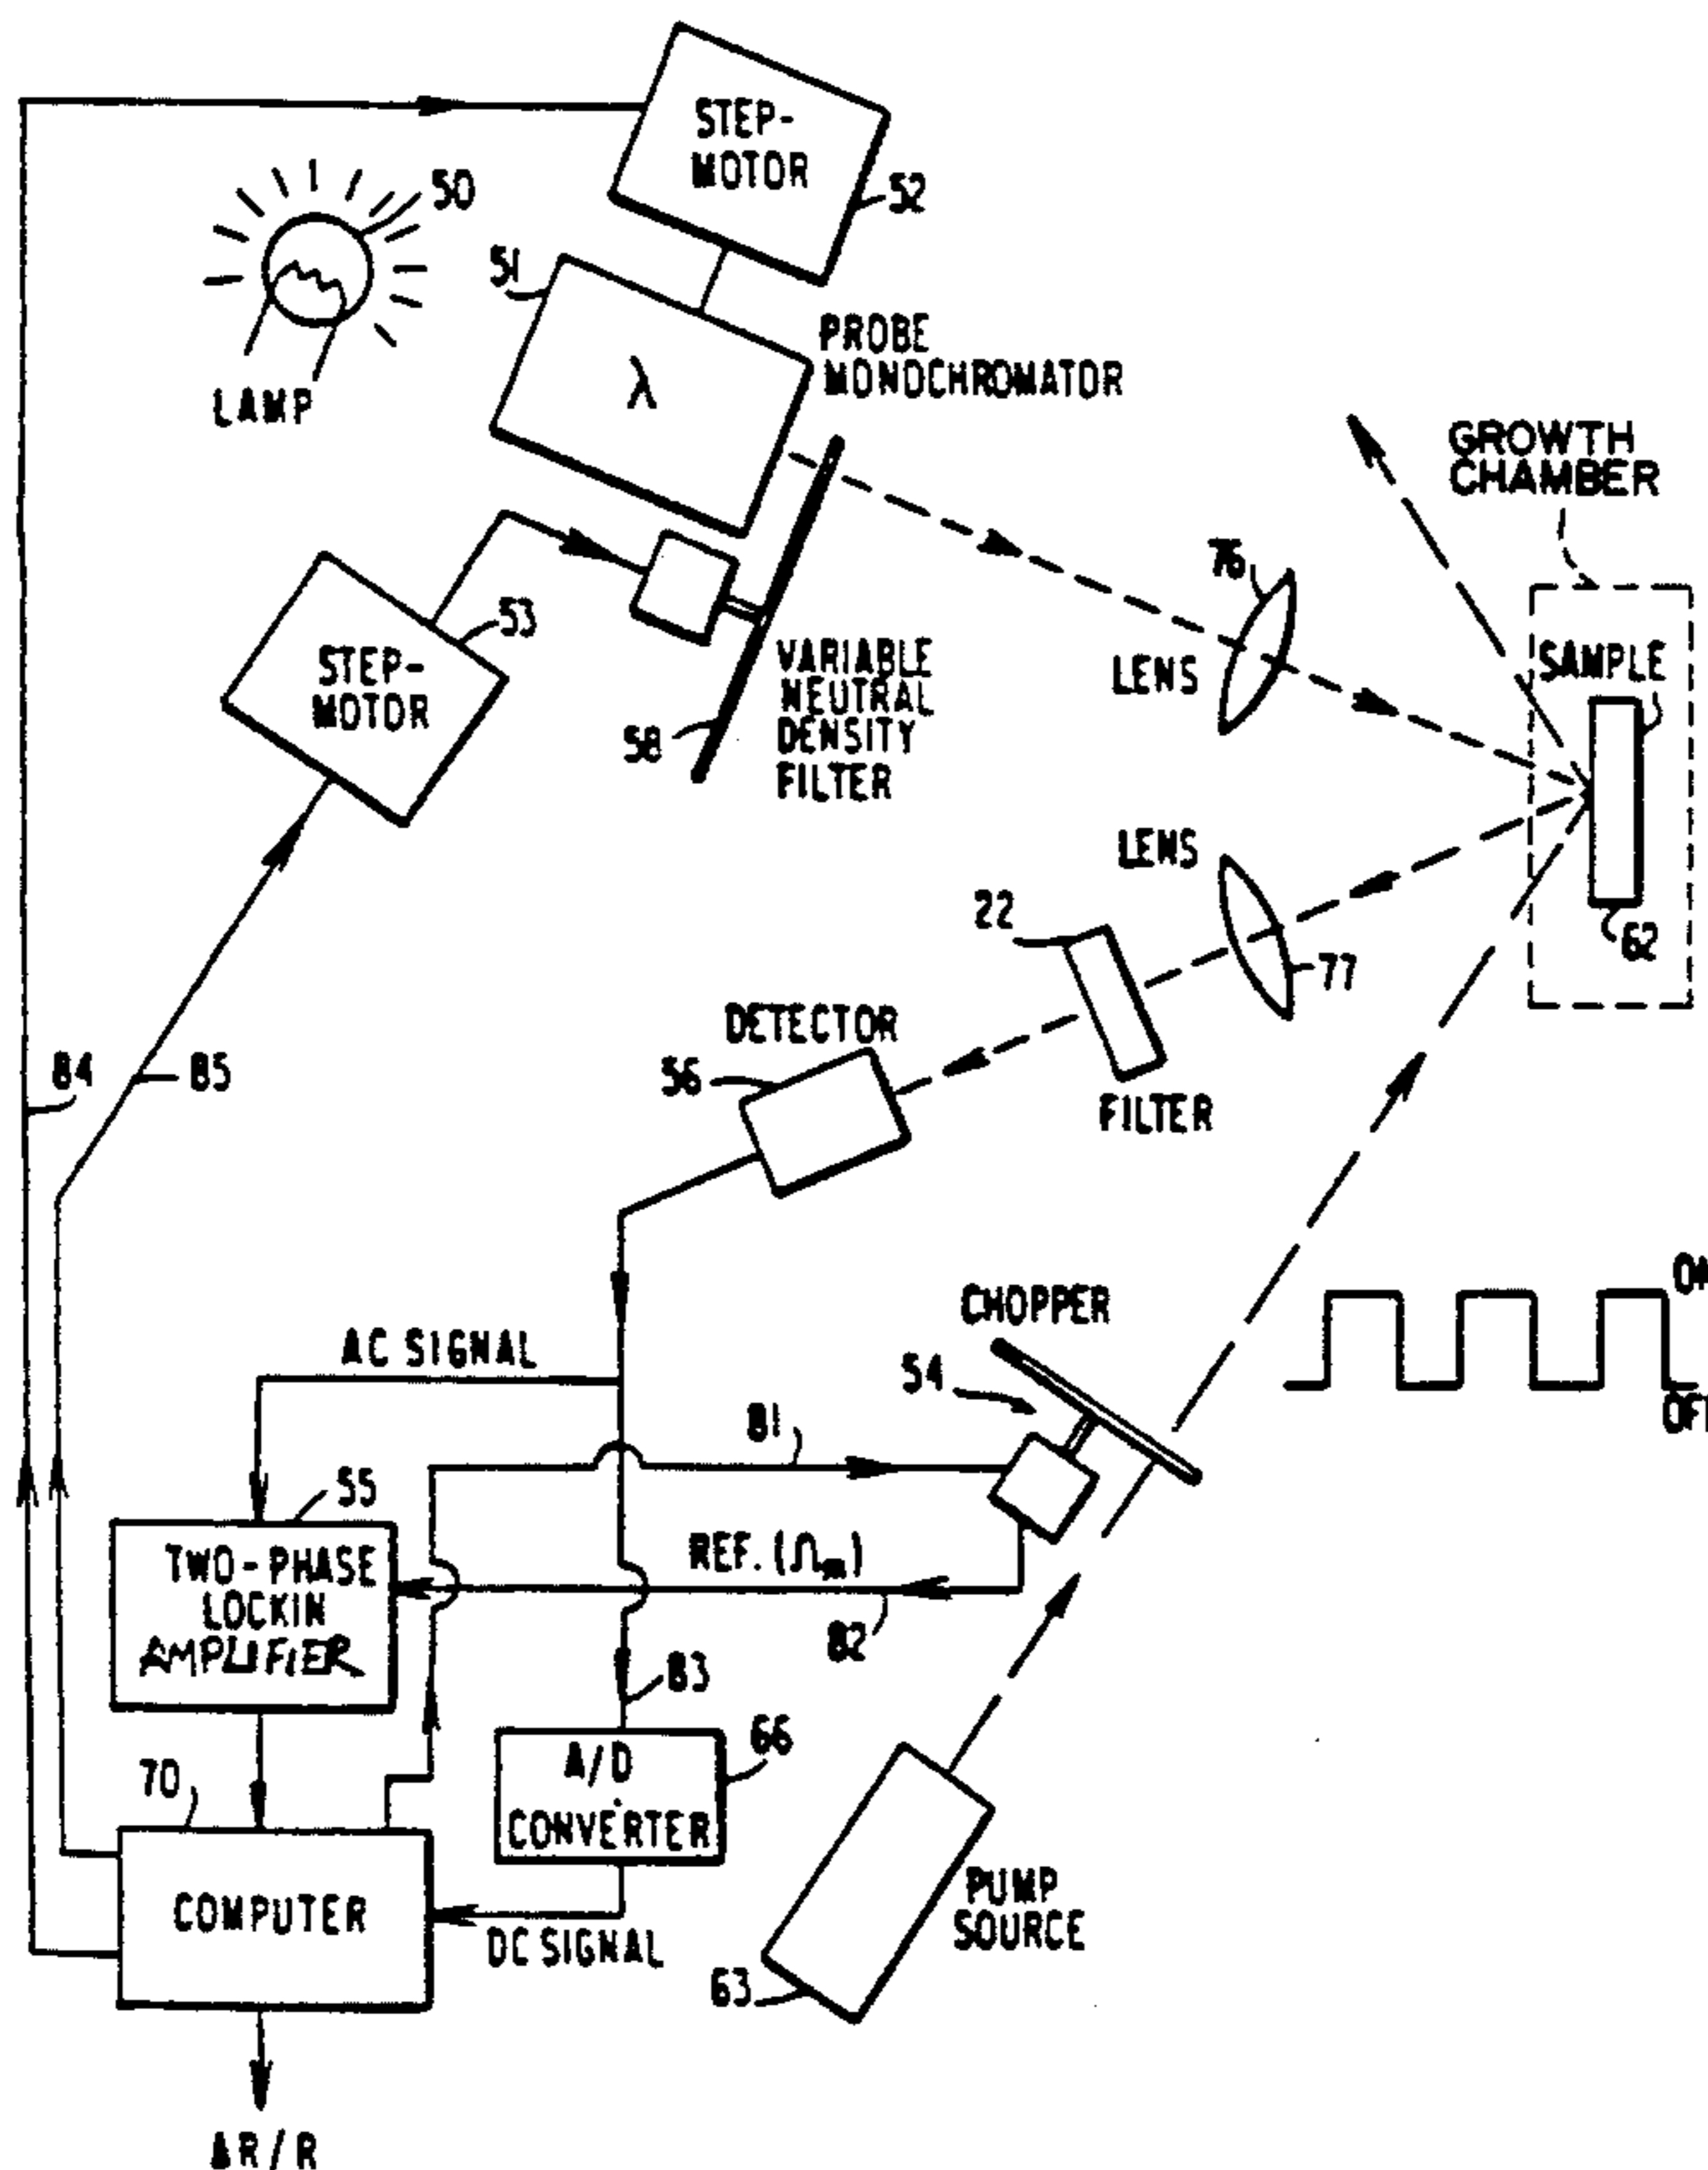 STEP-
MOTOR
52
50
51
LAMP
λ
PROBE
MONOCHROMATOR
GROWTH
CHAMBER
76
LENS
SAMPLE
STEP-
MOTOR
53
VARIABLE
NEUTRAL
DENSITY
FILTER
58
LENS
22
77
62
DETECTOR
56
FILTER
84
85
CHOPPER
54
AC SIGNAL
81
55
TWO-PHASE
LOCKIN
AMPLIFIER
REF. (Ωm)
82
83
66
A/D
CONVERTER
70
COMPUTER
DC SIGNAL
PUMP
SOURCE
63
ΔR/R